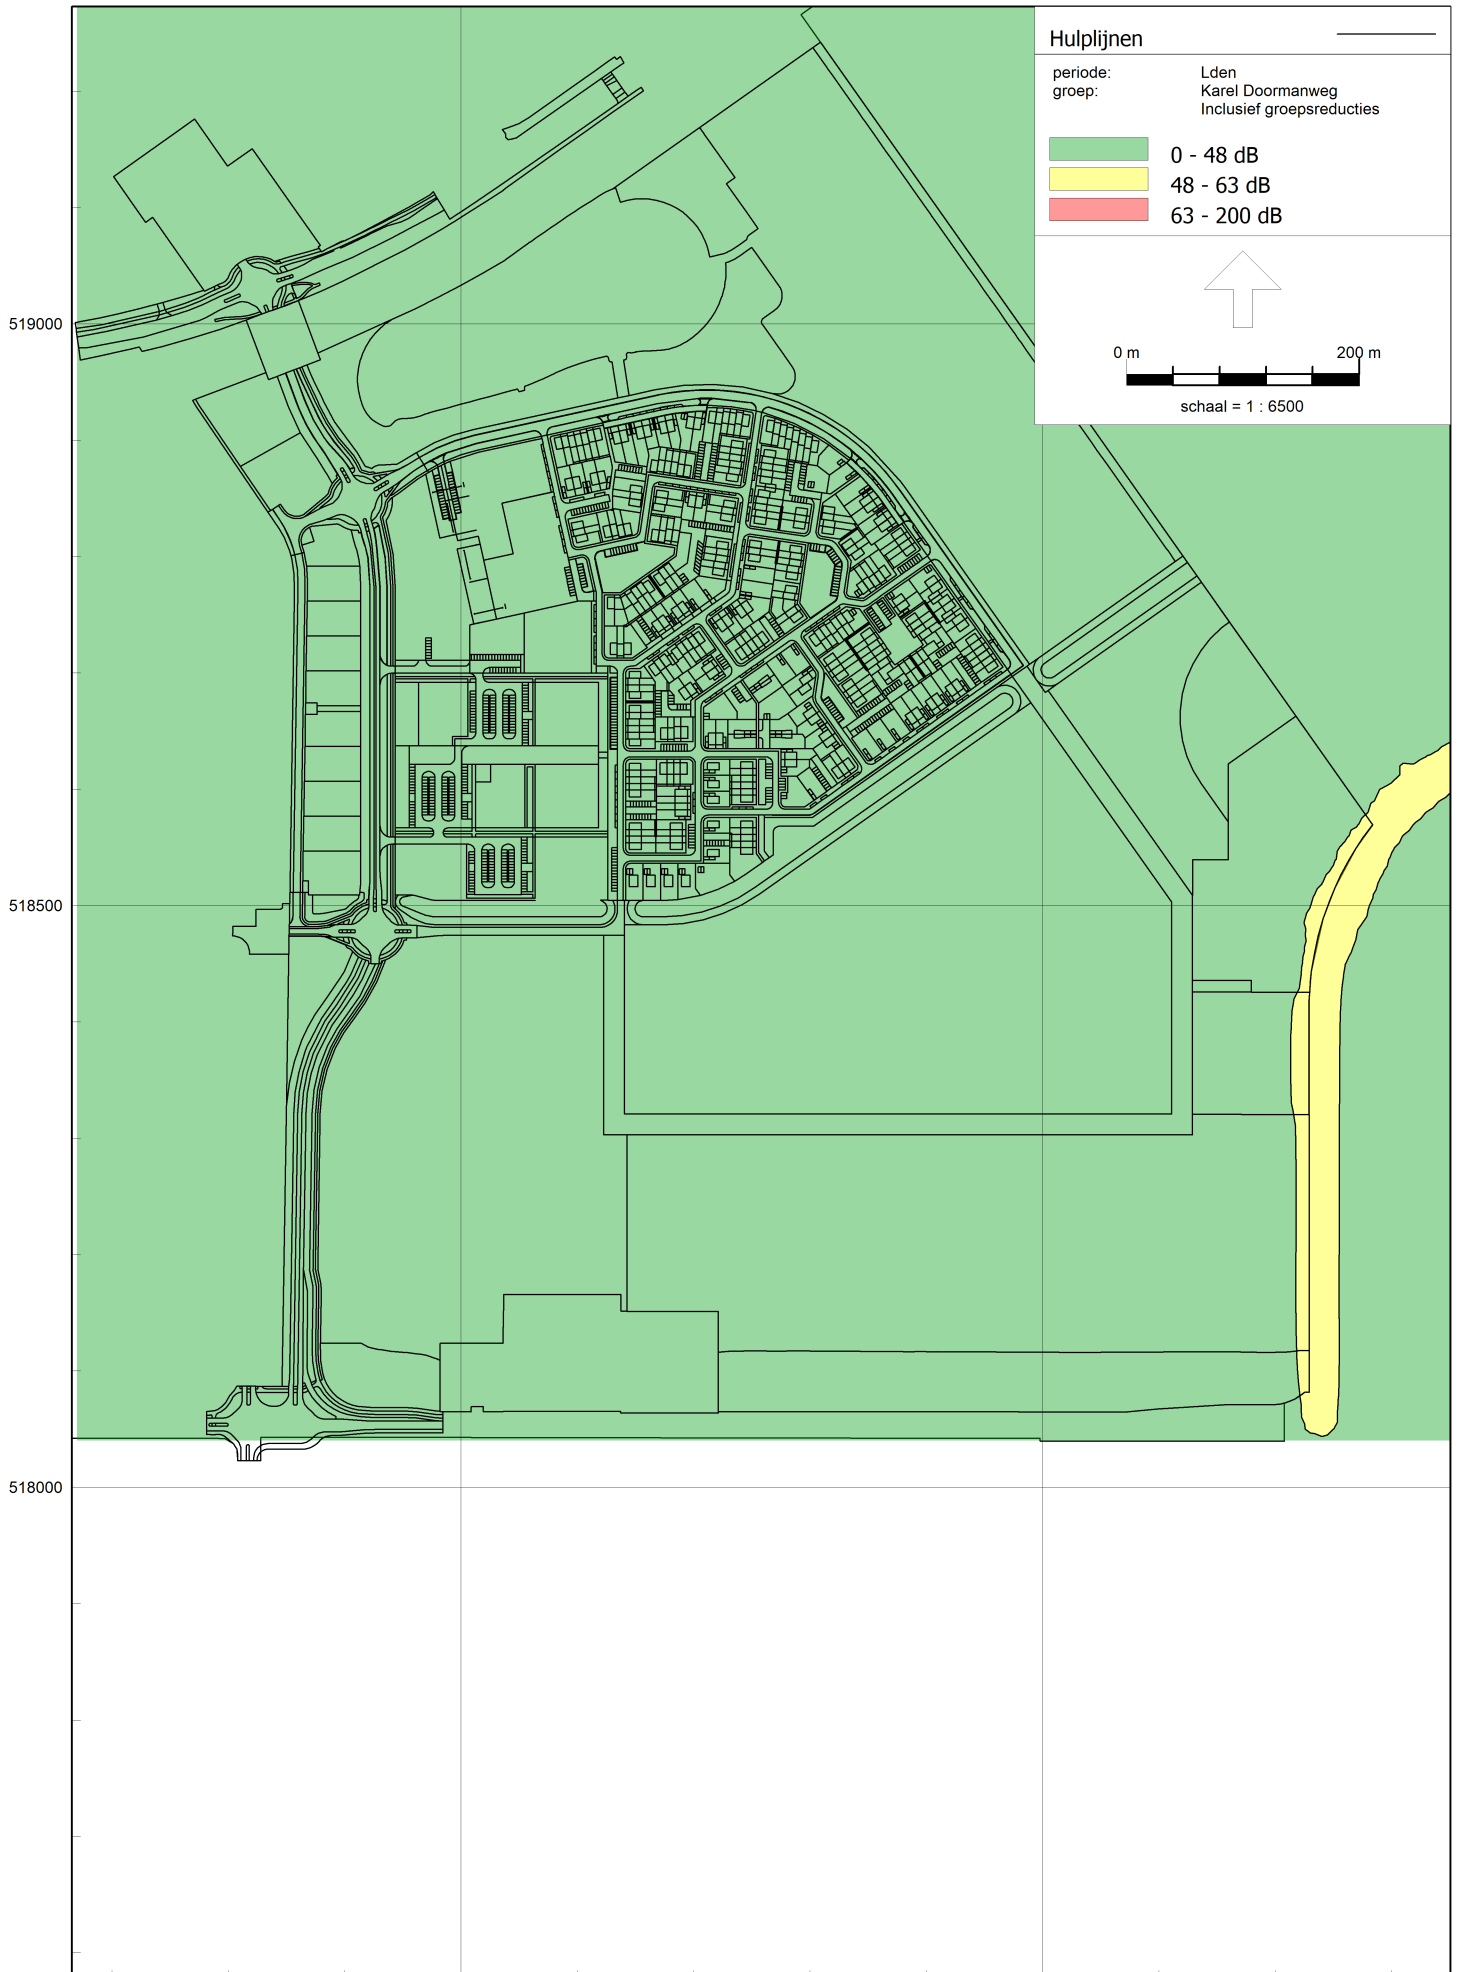 Hulplijnen
periode: Lden
groep: Karel Doormanweg
Inclusief groepsreducties
0 - 48 dB
48 - 63 dB
63 - 200 dB
0 m 200 m
schaal = 1 : 6500
519000
518500
518000